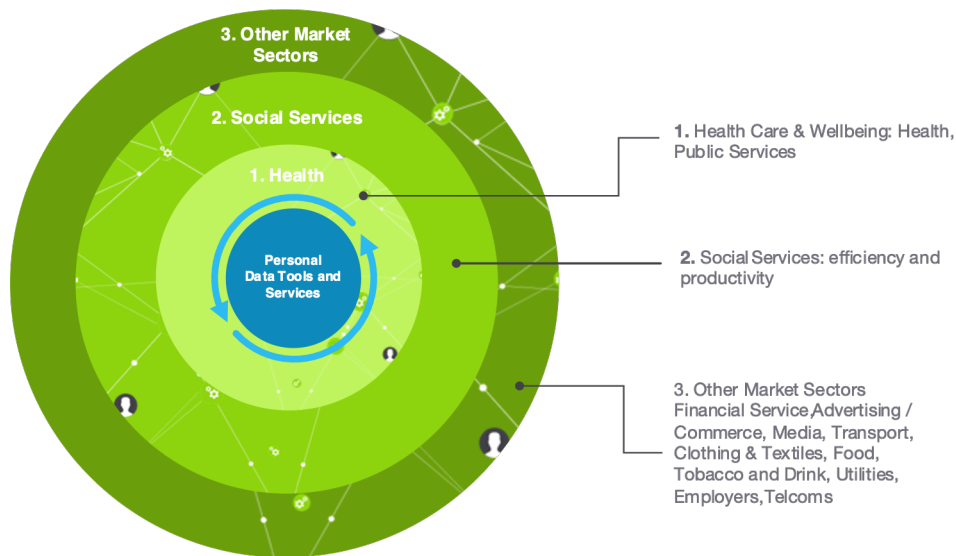 3. Other Market
Sectors
2. Social Services
1. Health
Personal
Data Tools and
Services
1. Health Care & Wellbeing: Health,
Public Services
2. Social Services: efficiency and
productivity
3. Other Market Sectors
Financial Service,Advertising /
Commerce, Media, Transport,
Clothing & Textiles, Food,
Tobacco and Drink, Utilities,
Employers,Telcoms